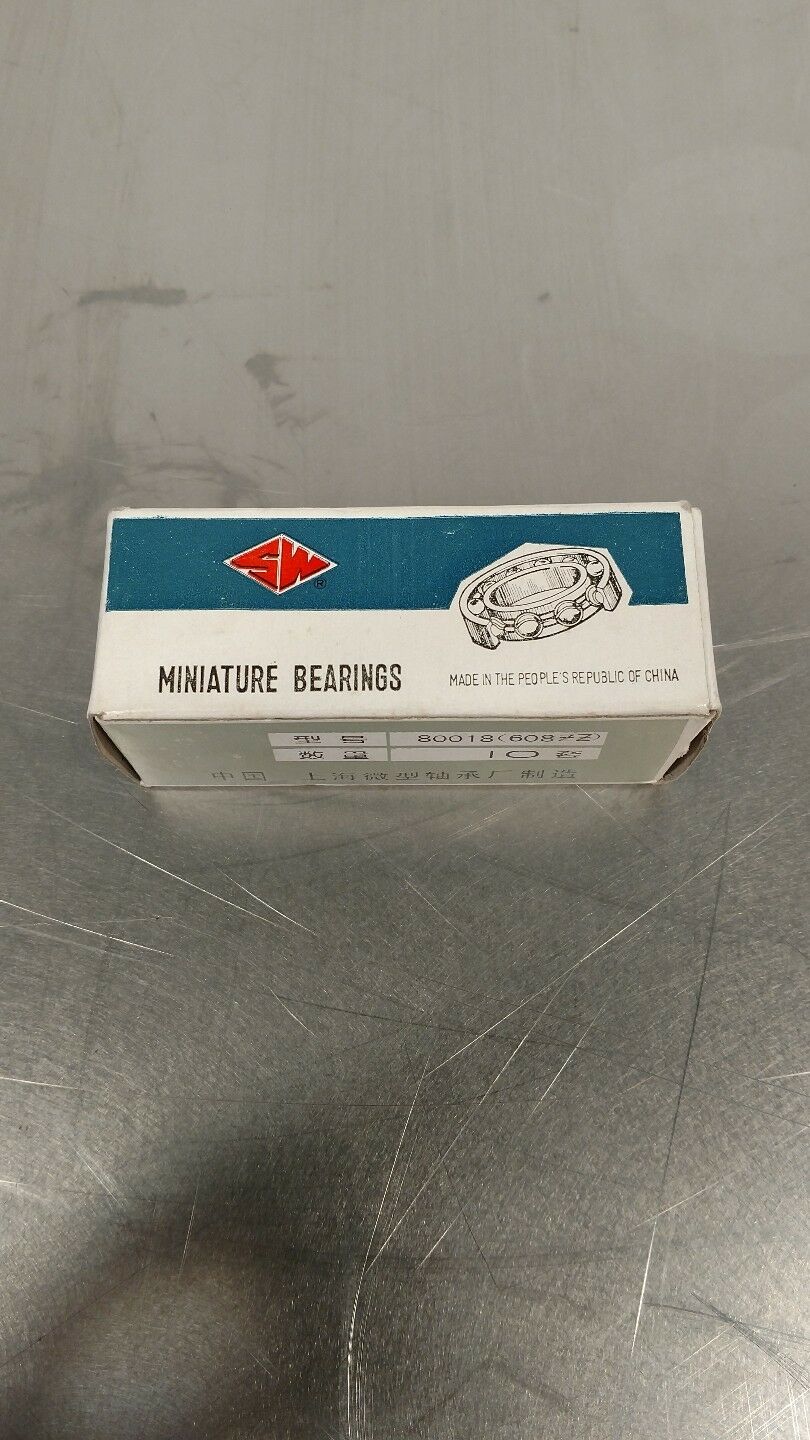 SW®
MINIATURE BEARINGS
MADE IN THE PEOPLE'S REPUBLIC OF CHINA
型号 80018(608-2Z)
数量 10套
中国 上海微型轴承厂制造